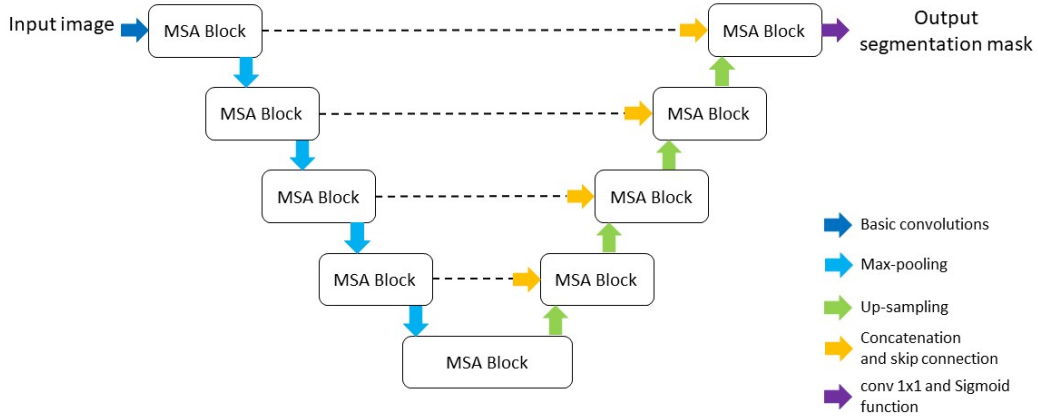 Input image
MSA Block
MSA Block
Output
segmentation mask
MSA Block
MSA Block
MSA Block
MSA Block
MSA Block
MSA Block
MSA Block
Basic convolutions
Max-pooling
Up-sampling
Concatenation
and skip connection
conv 1x1 and Sigmoid
function